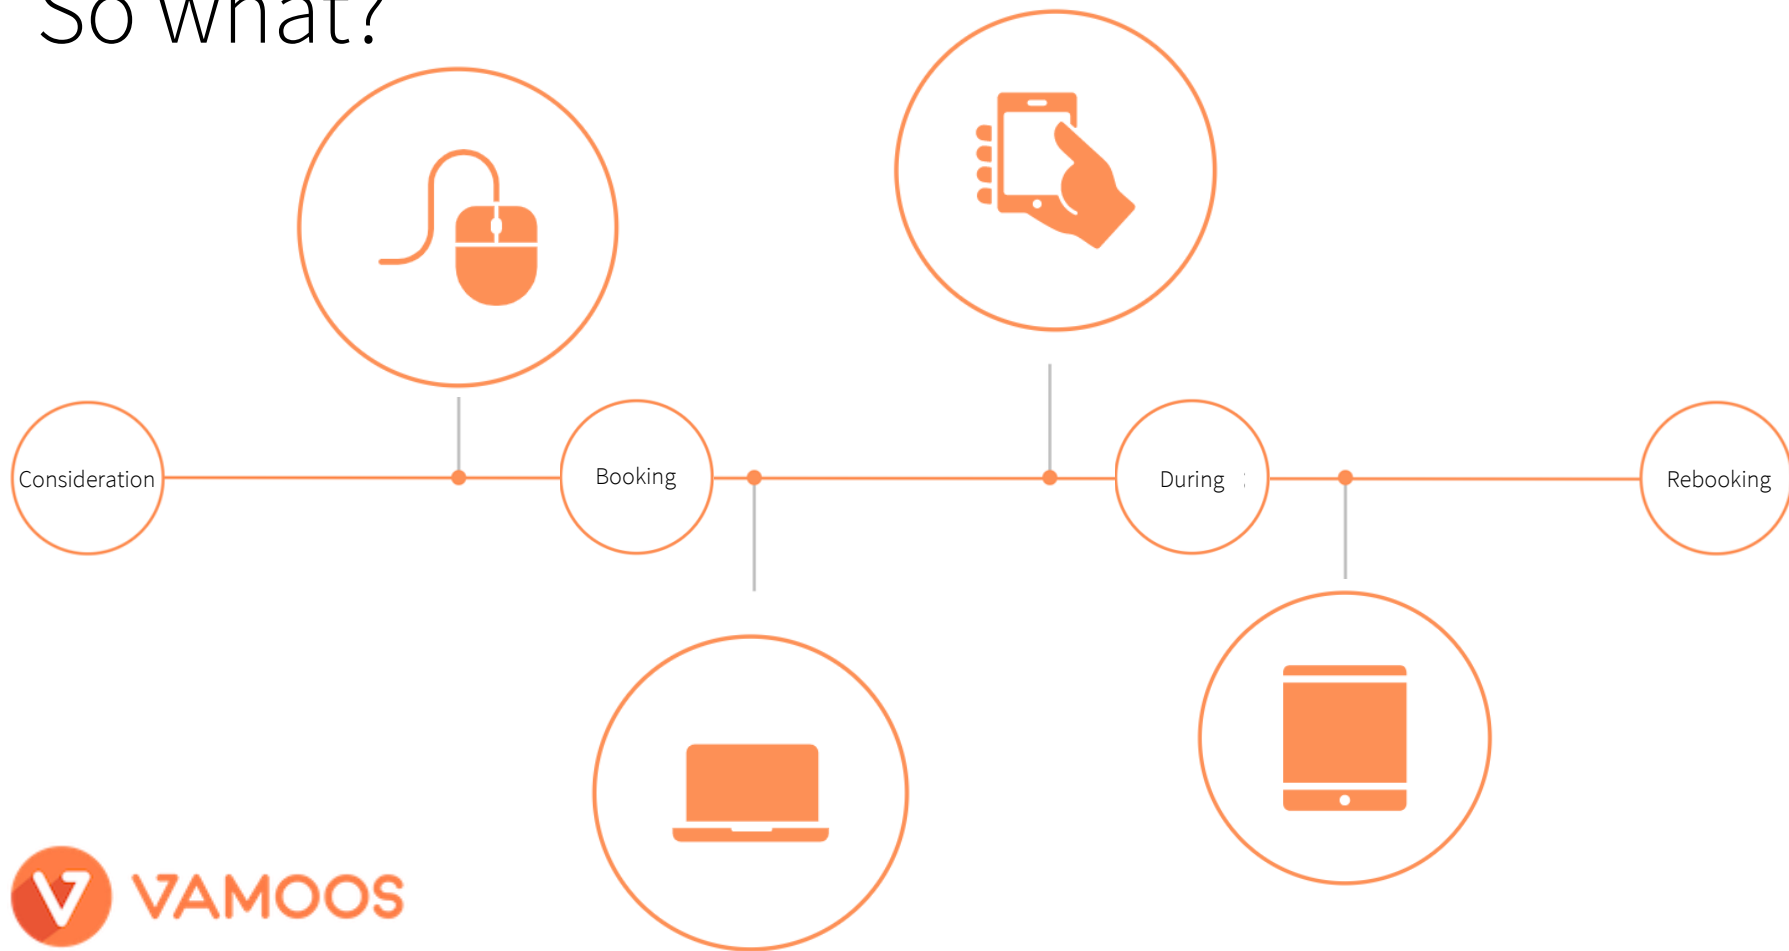 So what?
Consideration
Booking
During
Rebooking
VAMOOS